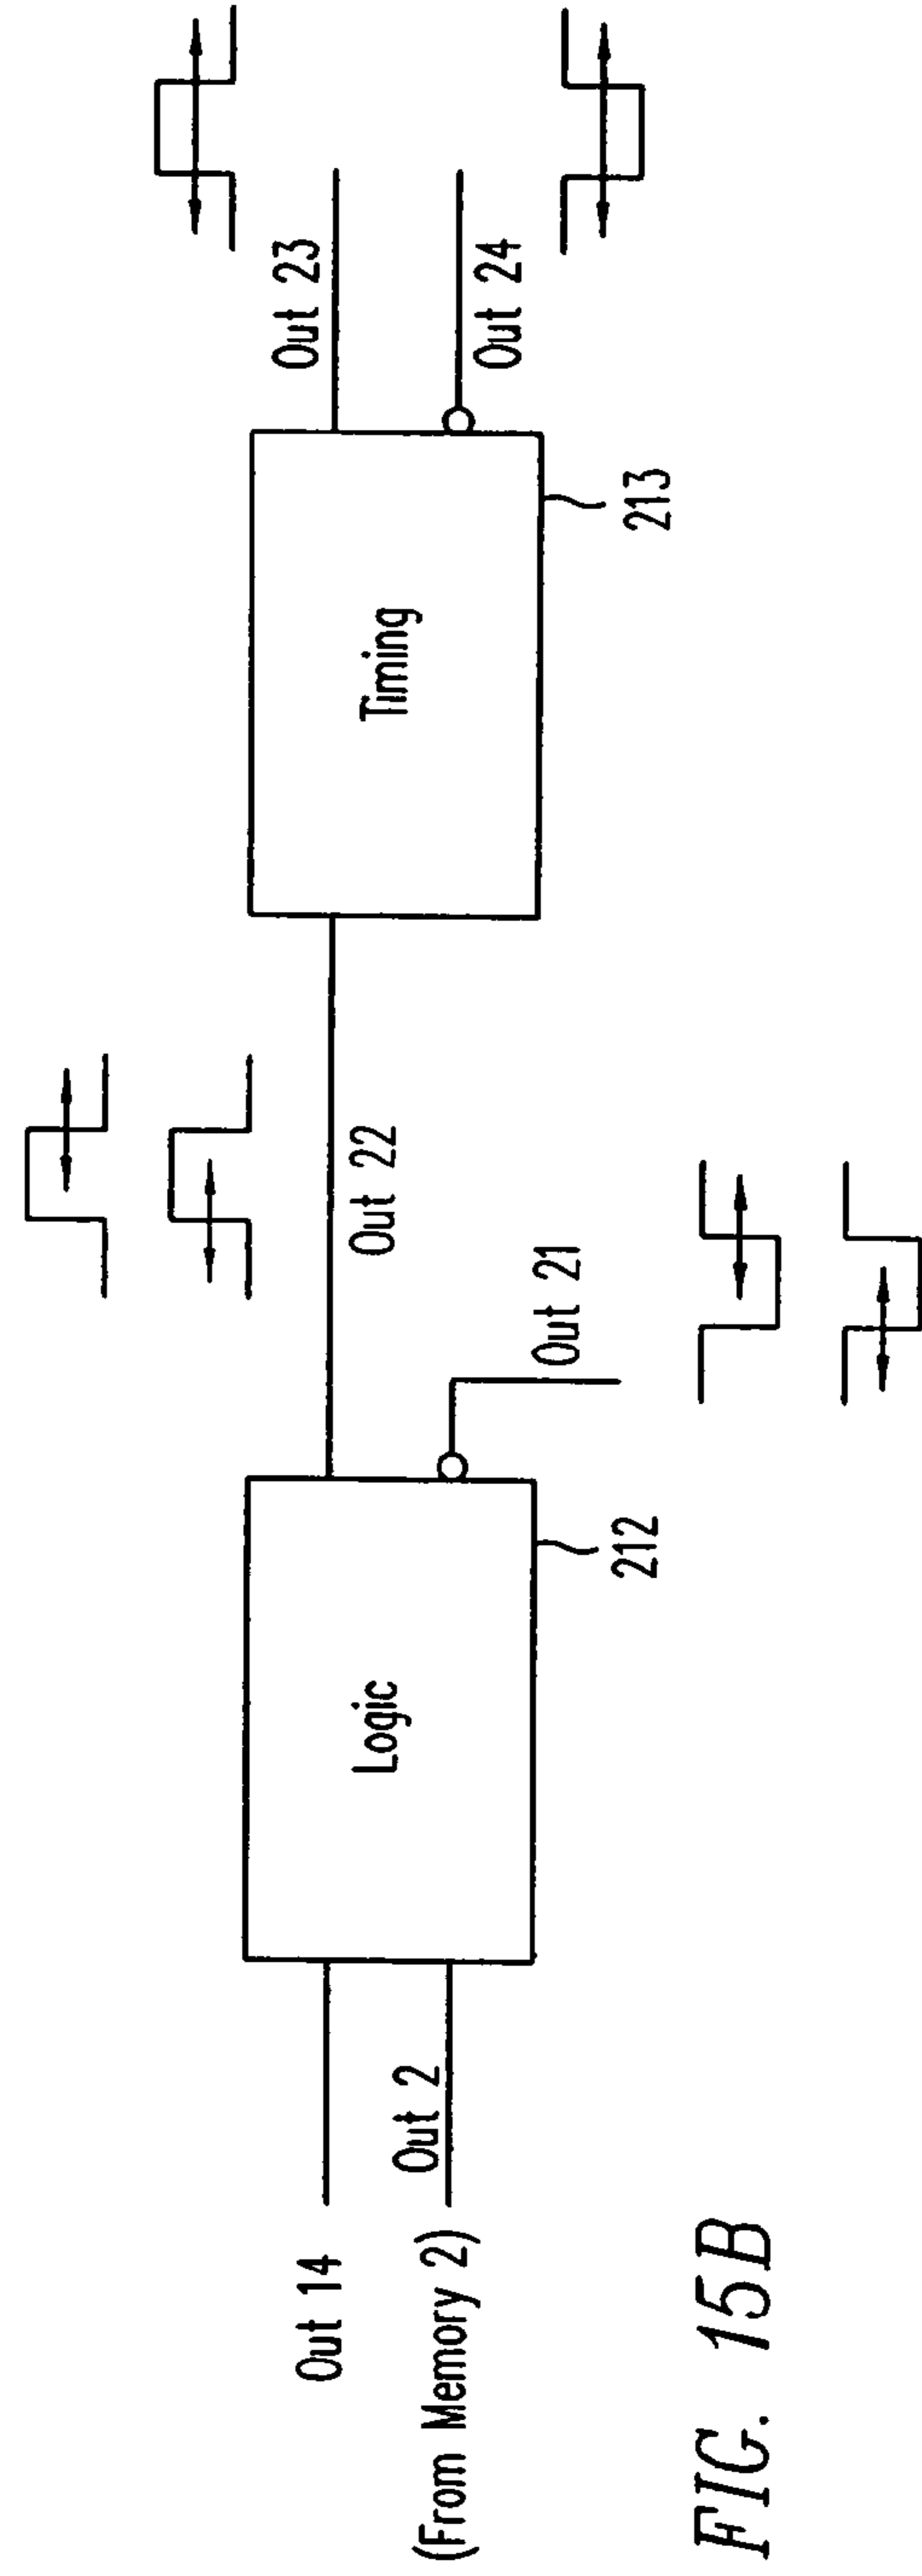 Out 14
Out 2
(From Memory 2)
Logic
212
Out 22
Out 21
Timing
213
Out 23
Out 24
FIG. 15B